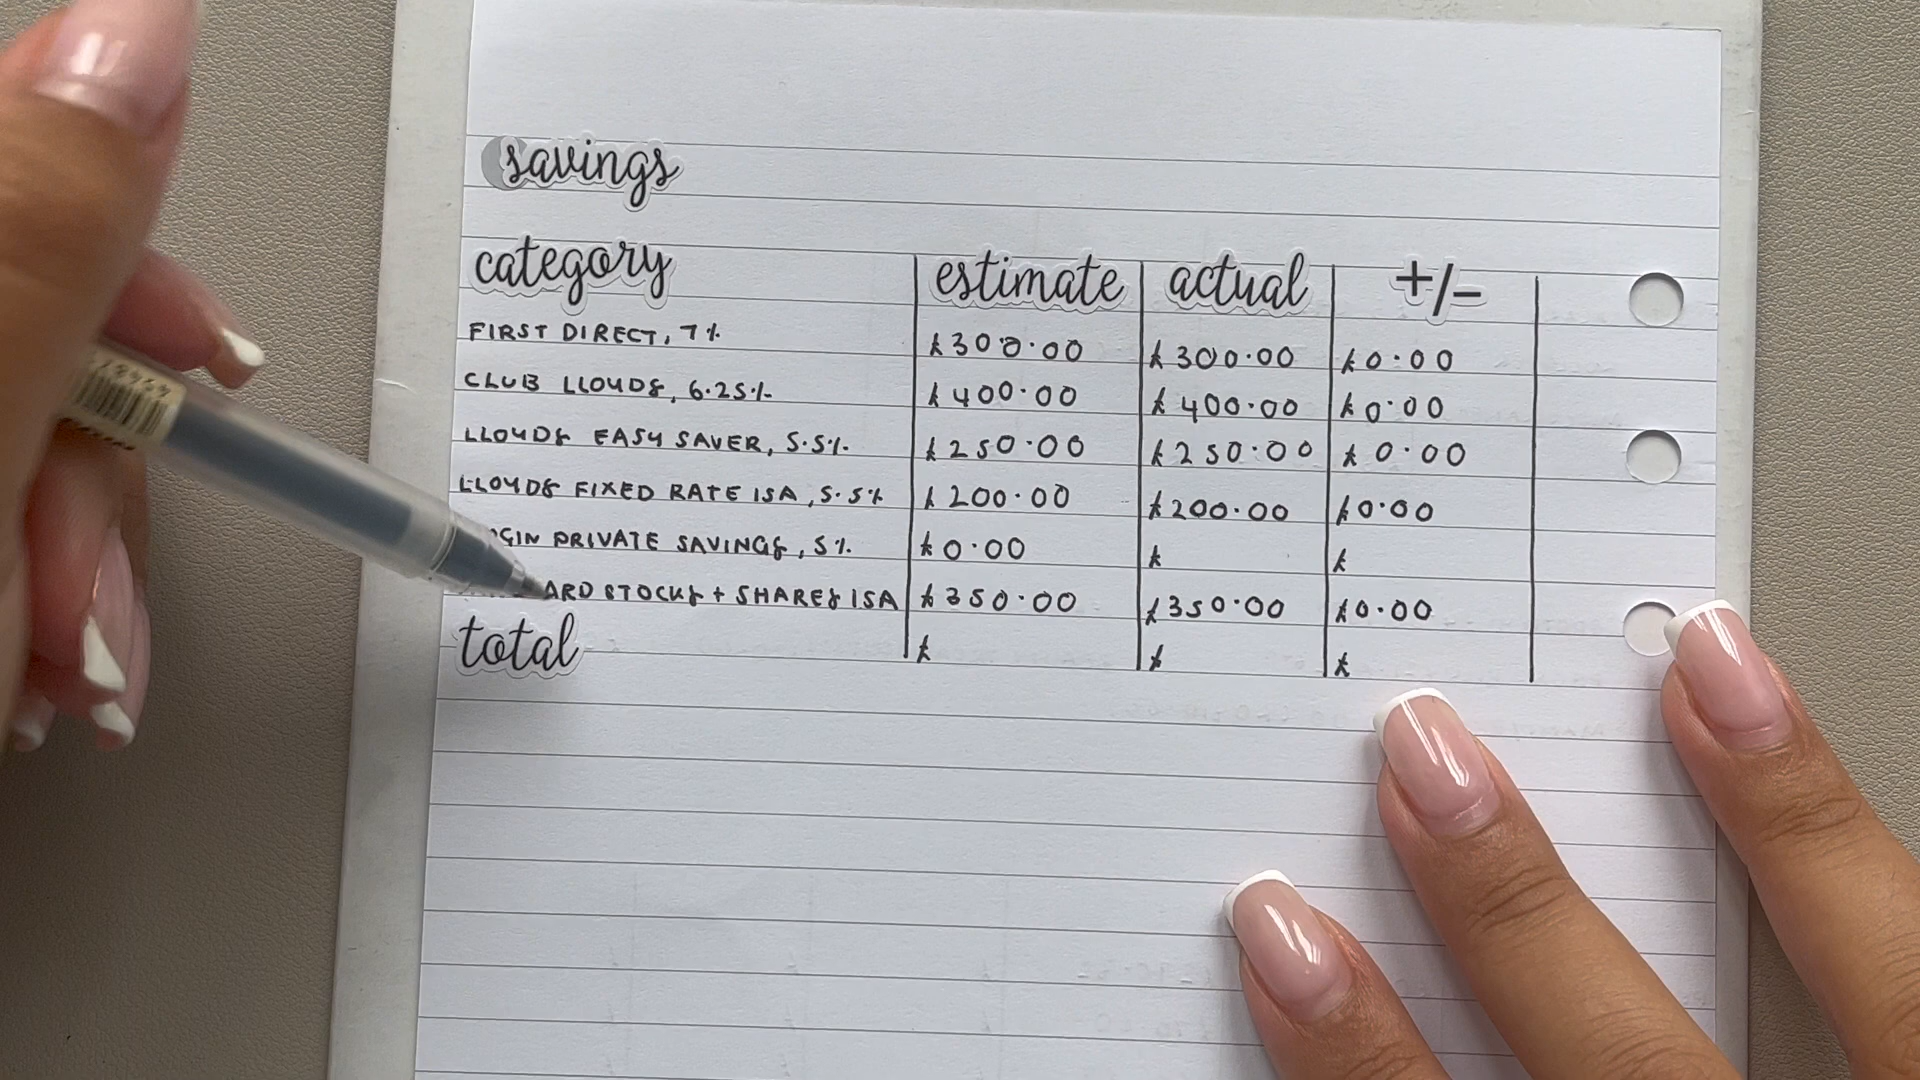 savings
category estimate actual +/-
FIRST DIRECT, 7% £300.00 £300.00 £0.00
CLUB LLOYDS, 6.25% £400.00 £400.00 £0.00
LLOYDS EASY SAVER, 5.5% £250.00 £250.00 £0.00
LLOYDS FIXED RATE ISA, 5.5% £200.00 £200.00 £0.00
GIN PRIVATE SAVINGS, 5% £0.00 £ £
ARD STOCKS + SHARES ISA £350.00 £350.00 £0.00
total £ £ £